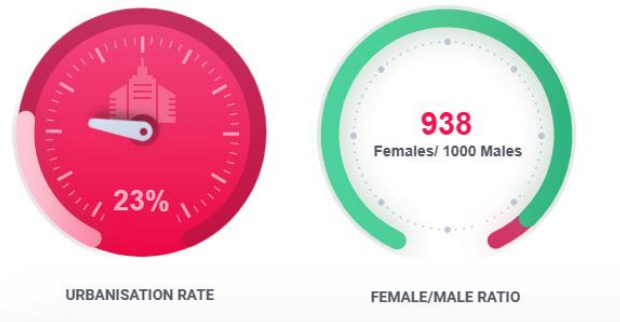 23%
URBANISATION RATE
938
Females/ 1000 Males
FEMALE/MALE RATIO